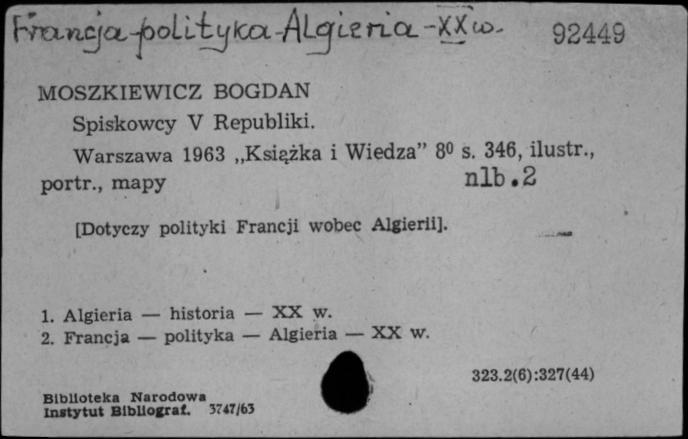 Francja-polityka-Algieria-XX w. 92449
MOSZKIEWICZ BOGDAN
Spiskowcy V Republiki.
Warszawa 1963 „Książka i Wiedza” 8⁰ s. 346, ilustr.,
portr., mapy nlb.2
[Dotyczy polityki Francji wobec Algierii].
1. Algieria — historia — XX w.
2. Francja — polityka — Algieria — XX w.
323.2(6):327(44)
Biblioteka Narodowa
Instytut Bibliograf. 3747/63